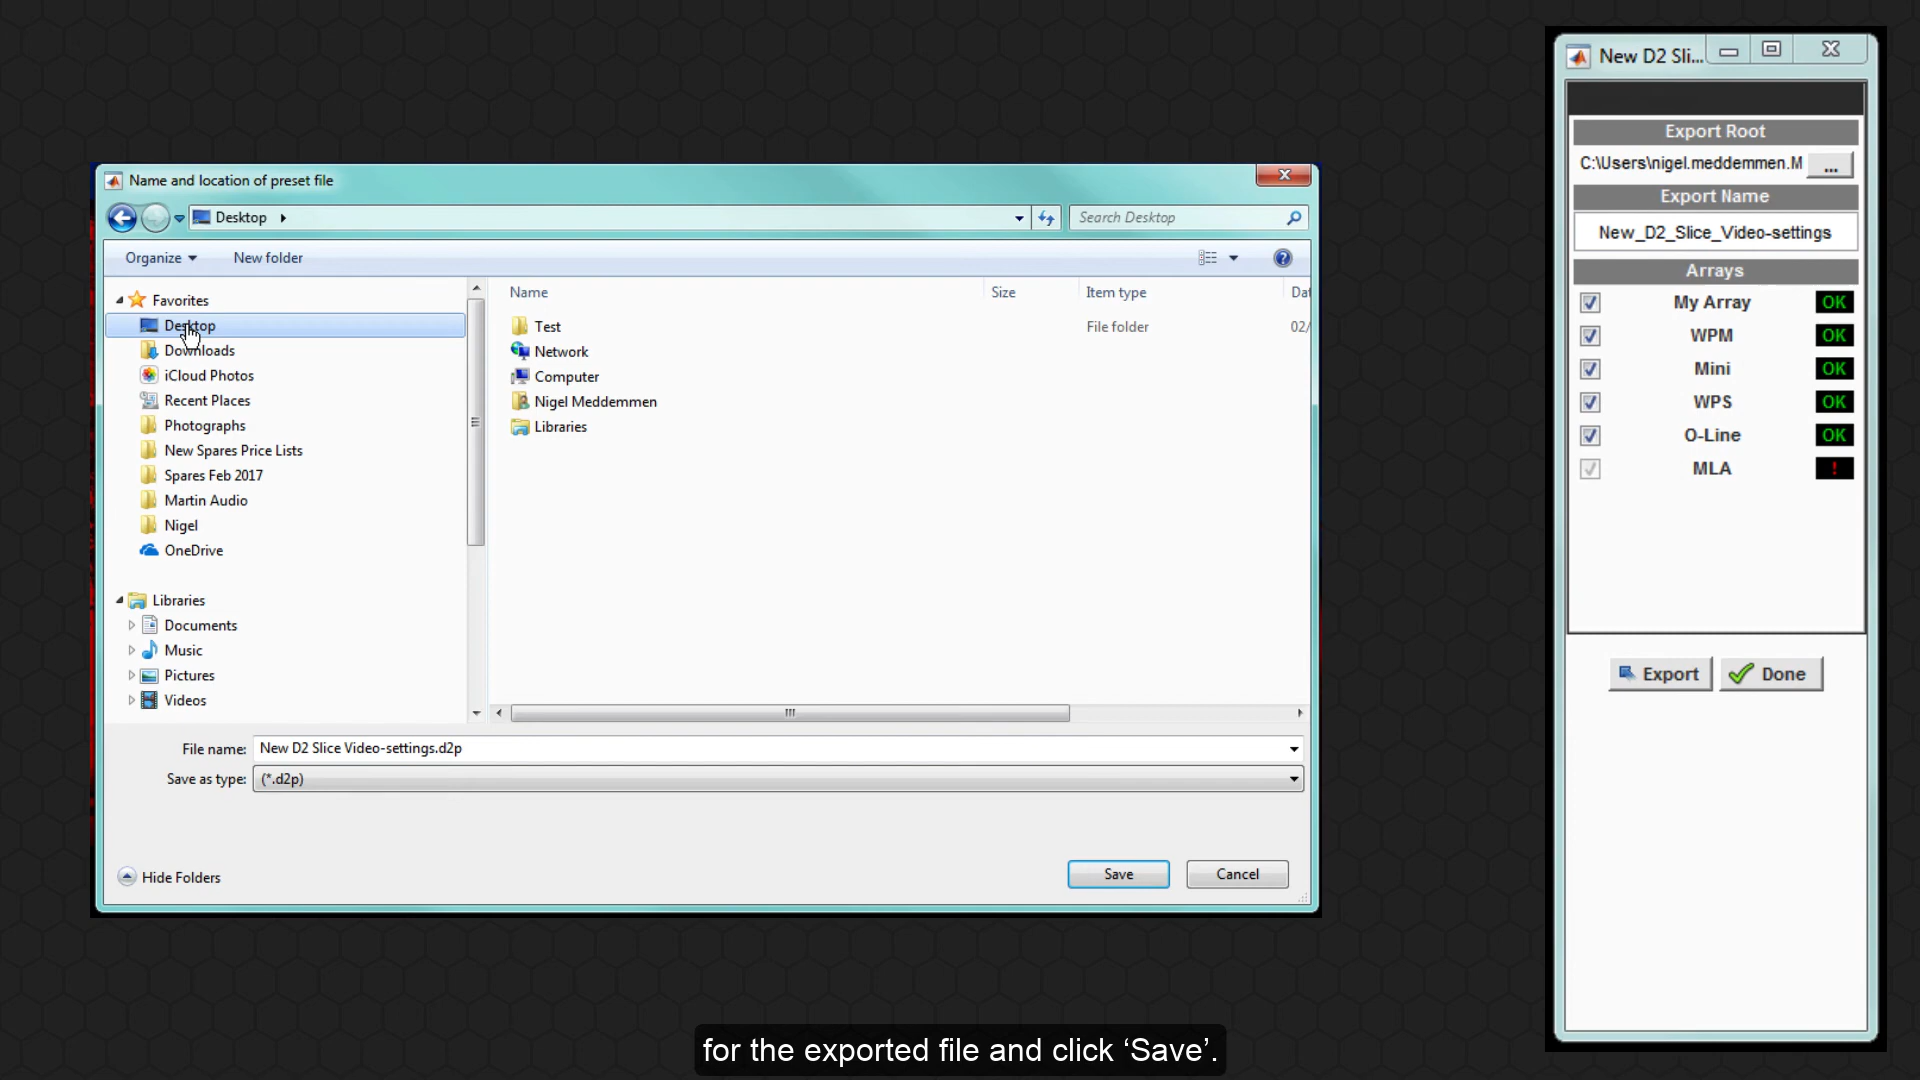 Name and location of preset file
Desktop
Search Desktop
Organize
New folder
Favorites
Desktop
Downloads
iCloud Photos
Recent Places
Photographs
New Spares Price Lists
Spares Feb 2017
Martin Audio
Nigel
OneDrive
Libraries
Documents
Music
Pictures
Videos
Name Size Item type Dat
Test File folder 02/
Network
Computer
Nigel Meddemmen
Libraries
File name: New D2 Slice Video-settings.d2p
Save as type: (*.d2p)
Hide Folders
Save
Cancel
New D2 Sli...
Export Root
C:\Users\nigel.meddemmen.M ...
Export Name
New_D2_Slice_Video-settings
Arrays
My Array OK
WPM OK
Mini OK
WPS OK
O-Line OK
MLA !
Export
Done
for the exported file and click ‘Save’.